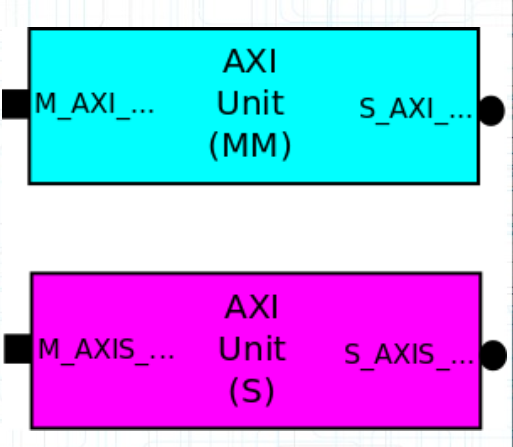 AXI
Unit
(MM)
M_AXI_...
S_AXI_...
AXI
Unit
(S)
M_AXIS_...
S_AXIS_...